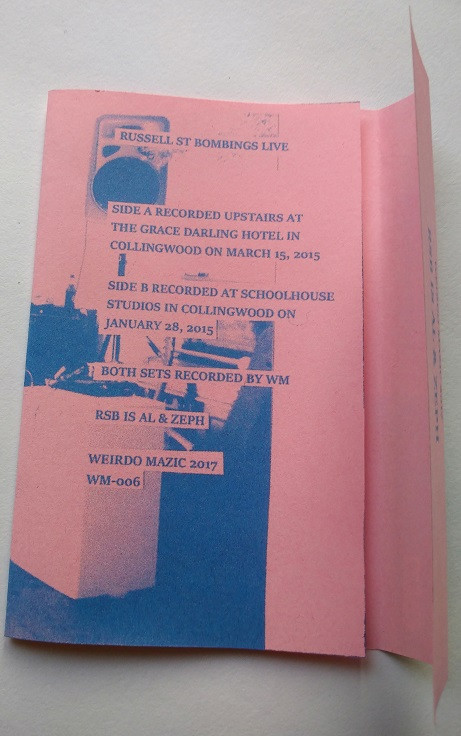 RUSSELL ST BOMBINGS LIVE
SIDE A RECORDED UPSTAIRS AT
THE GRACE DARLING HOTEL IN
COLLINGWOOD ON MARCH 15, 2015
SIDE B RECORDED AT SCHOOLHOUSE
STUDIOS IN COLLINGWOOD ON
JANUARY 28, 2015
BOTH SETS RECORDED BY WM
RSB IS AL & ZEPH
WEIRDO MAZIC 2017
WM-006